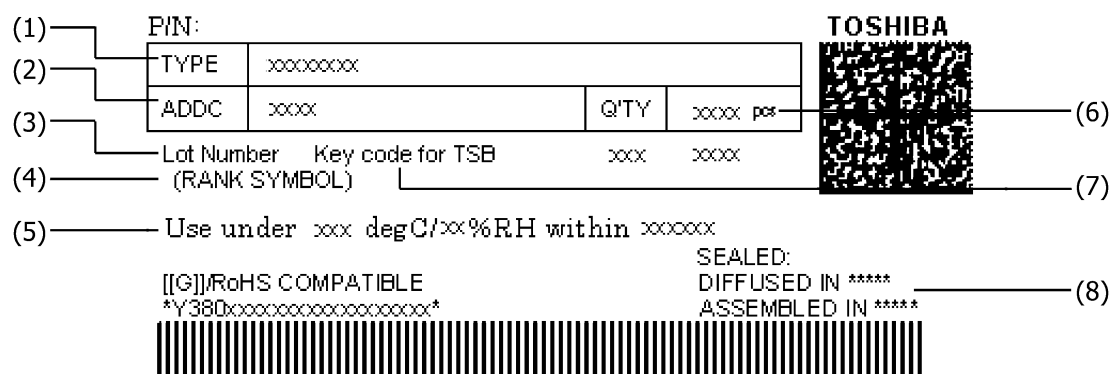 P/N: TOSHIBA
(1) TYPE xxxxxxxx
(2) ADDC xxxx Q'TY xxxx pcs (6)
(3) Lot Number Key code for TSB xxx xxxx
(4) (RANK SYMBOL) (7)
(5) Use under xxx degC/xx%RH within xxxxxx
SEALED:
[[G]]/RoHS COMPATIBLE DIFFUSED IN ***** (8)
*Y380xxxxxxxxxxxxxxxxx* ASSEMBLED IN *****